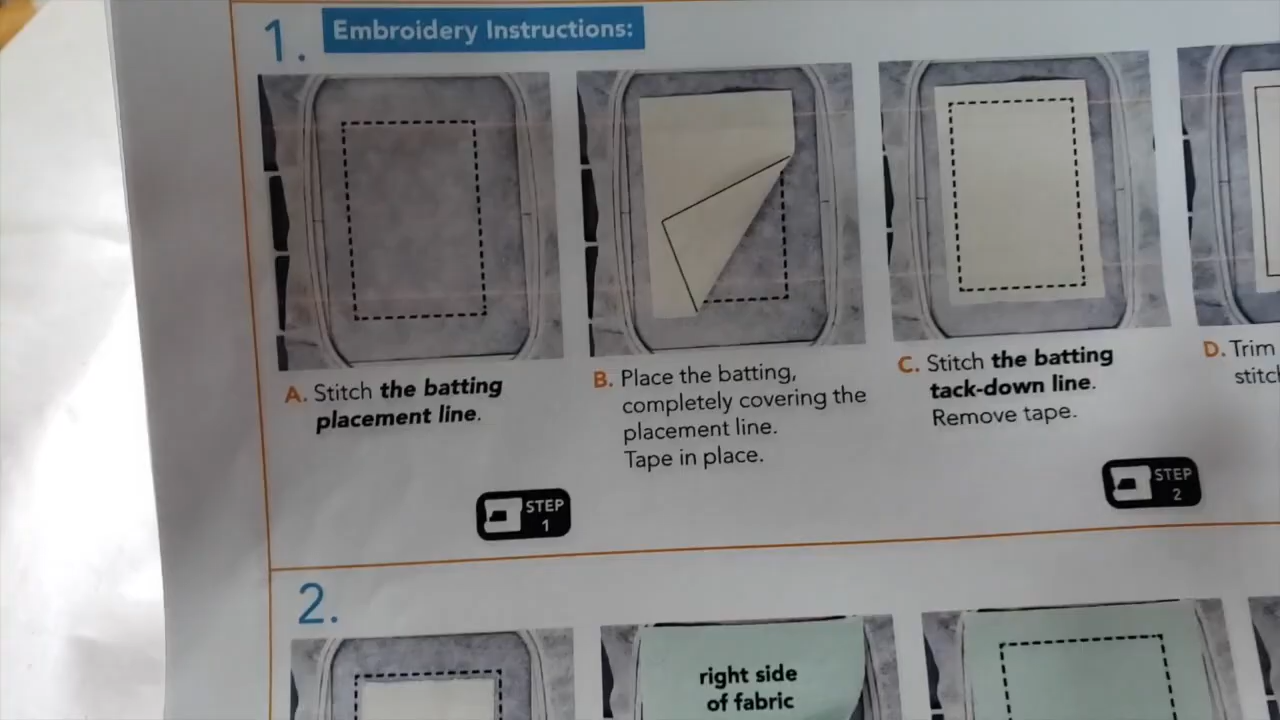 1.
Embroidery Instructions:
A. Stitch the batting
placement line.
STEP
1
B. Place the batting,
completely covering the
placement line.
Tape in place.
C. Stitch the batting
tack-down line.
Remove tape.
STEP
2
D. Trim
2.
right side
of fabric